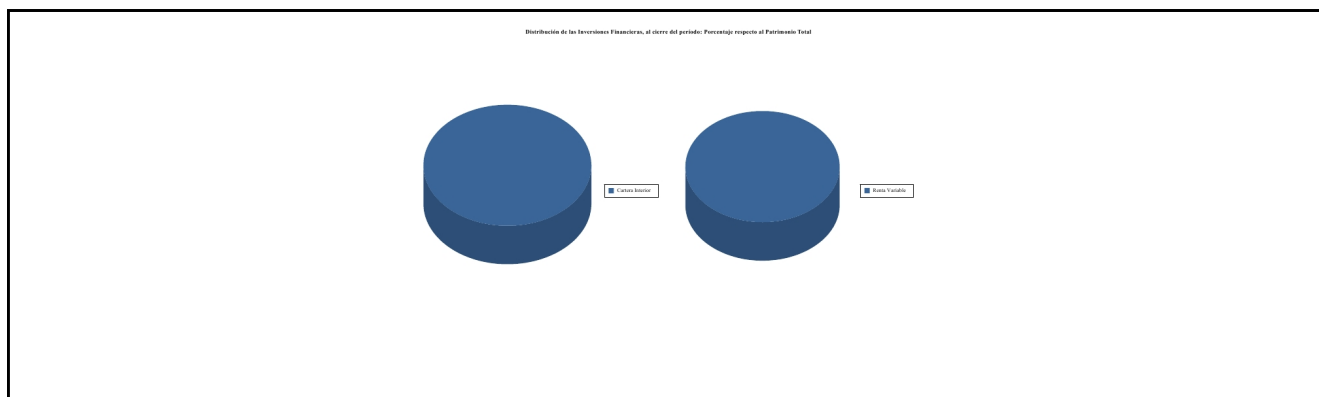 Distribución de las Inversiones Financieras, al cierre del período: Porcentaje respecto al Patrimonio Total
Cartera Interior
Renta Variable